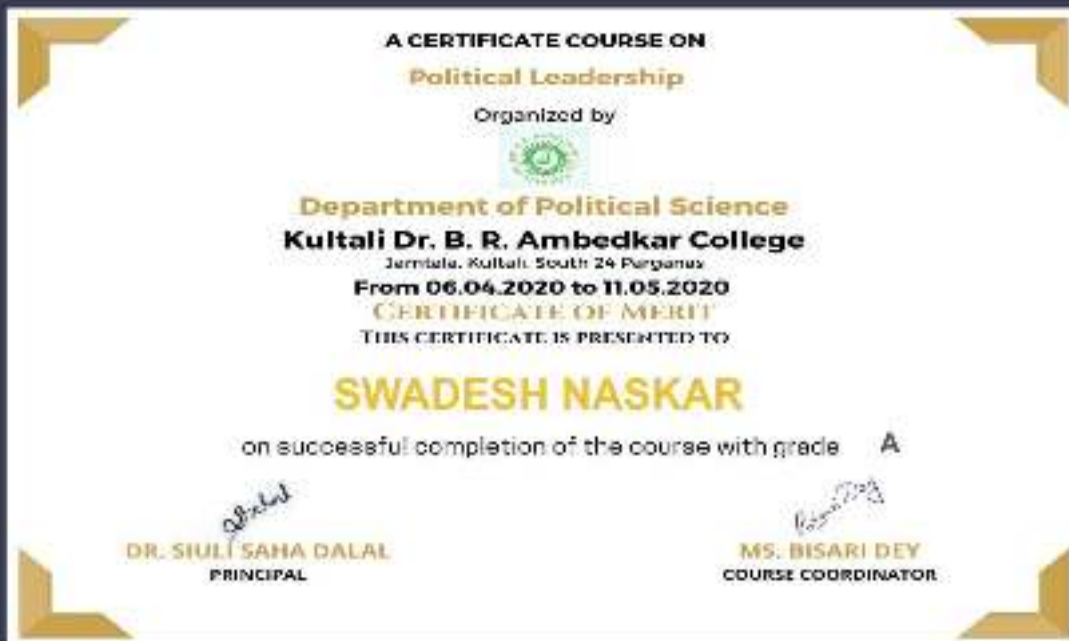 A CERTIFICATE COURSE ON
Political Leadership
Organized by
Department of Political Science
Kultali Dr. B. R. Ambedkar College
Jamtala, Kultali, South 24 Parganas
From 06.04.2020 to 11.05.2020
CERTIFICATE OF MERIT
THIS CERTIFICATE IS PRESENTED TO
SWADESH NASKAR
on successful completion of the course with grade A
DR. SIULI SAHA DALAL
PRINCIPAL
MS. BISARI DEY
COURSE COORDINATOR